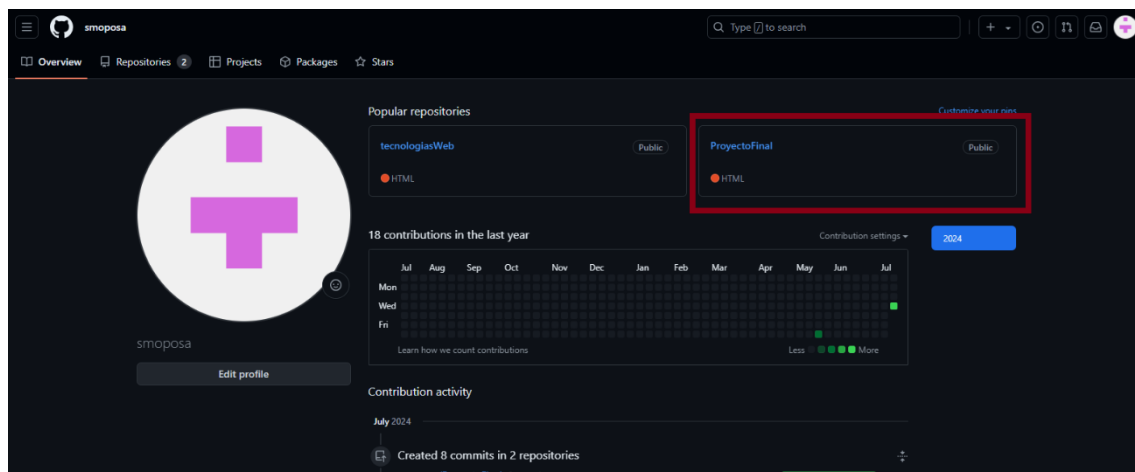 smoposa
Type / to search
Overview Repositories 2 Projects Packages Stars
Popular repositories
Customize your pins
tecnologiasWeb Public
HTML
ProyectoFinal Public
HTML
18 contributions in the last year
Contribution settings
2024
Jul Aug Sep Oct Nov Dec Jan Feb Mar Apr May Jun Jul
Mon
Wed
Fri
Learn how we count contributions
Less More
smoposa
Edit profile
Contribution activity
July 2024
Created 8 commits in 2 repositories